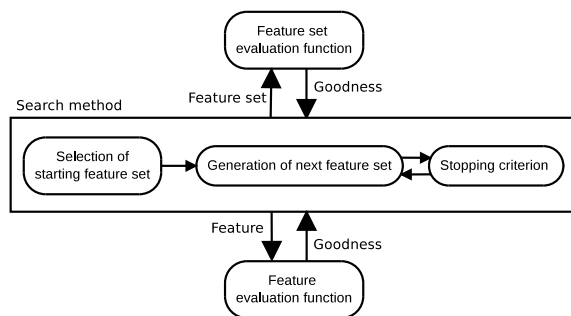 Feature set
evaluation function
Feature set
Goodness
Search method
Selection of
starting feature set
Generation of next feature set
Stopping criterion
Feature
Goodness
Feature
evaluation function